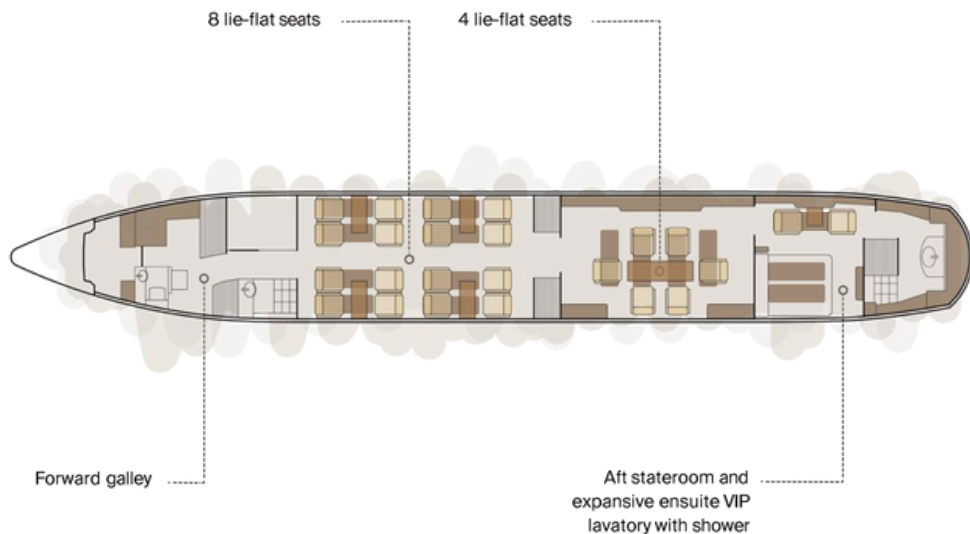 8 lie-flat seats
4 lie-flat seats
Forward galley
Aft stateroom and
expansive ensuite VIP
lavatory with shower